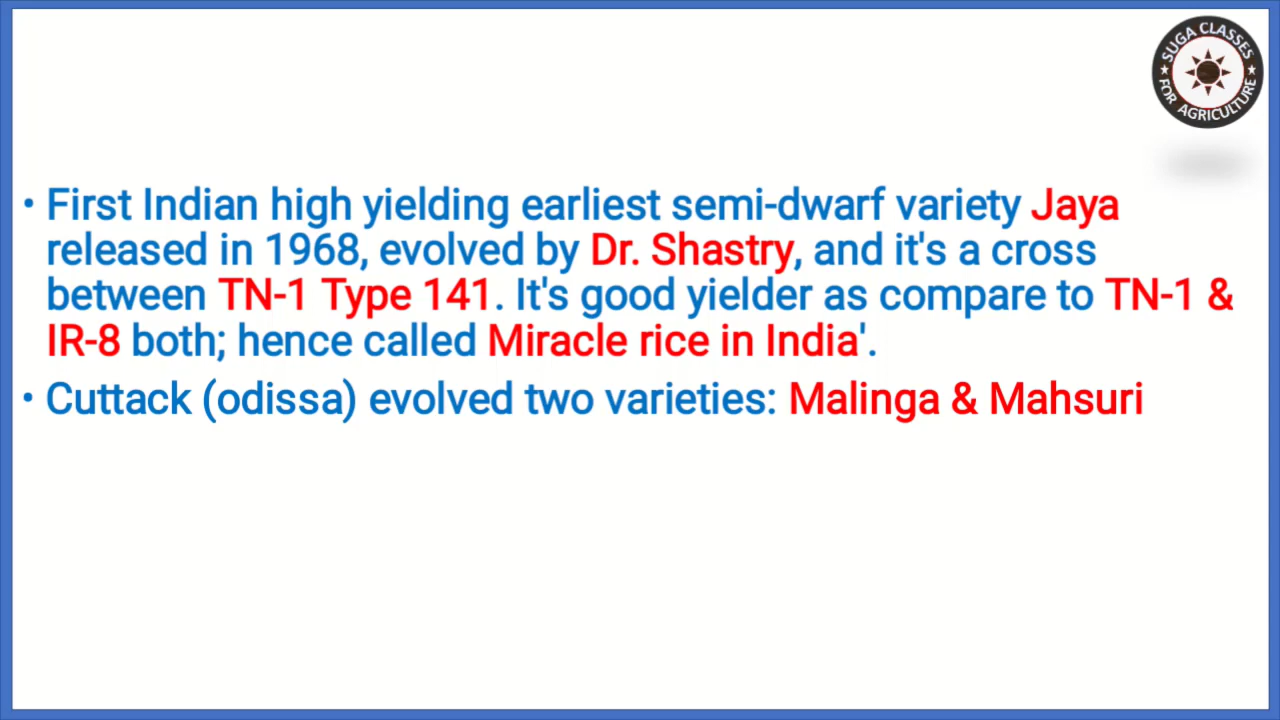 SUGA CLASSES
★ FOR AGRICULTURE ★
• First Indian high yielding earliest semi-dwarf variety Jaya
released in 1968, evolved by Dr. Shastry, and it's a cross
between TN-1 Type 141. It's good yielder as compare to TN-1 &
IR-8 both; hence called Miracle rice in India'.
• Cuttack (odissa) evolved two varieties: Malinga & Mahsuri